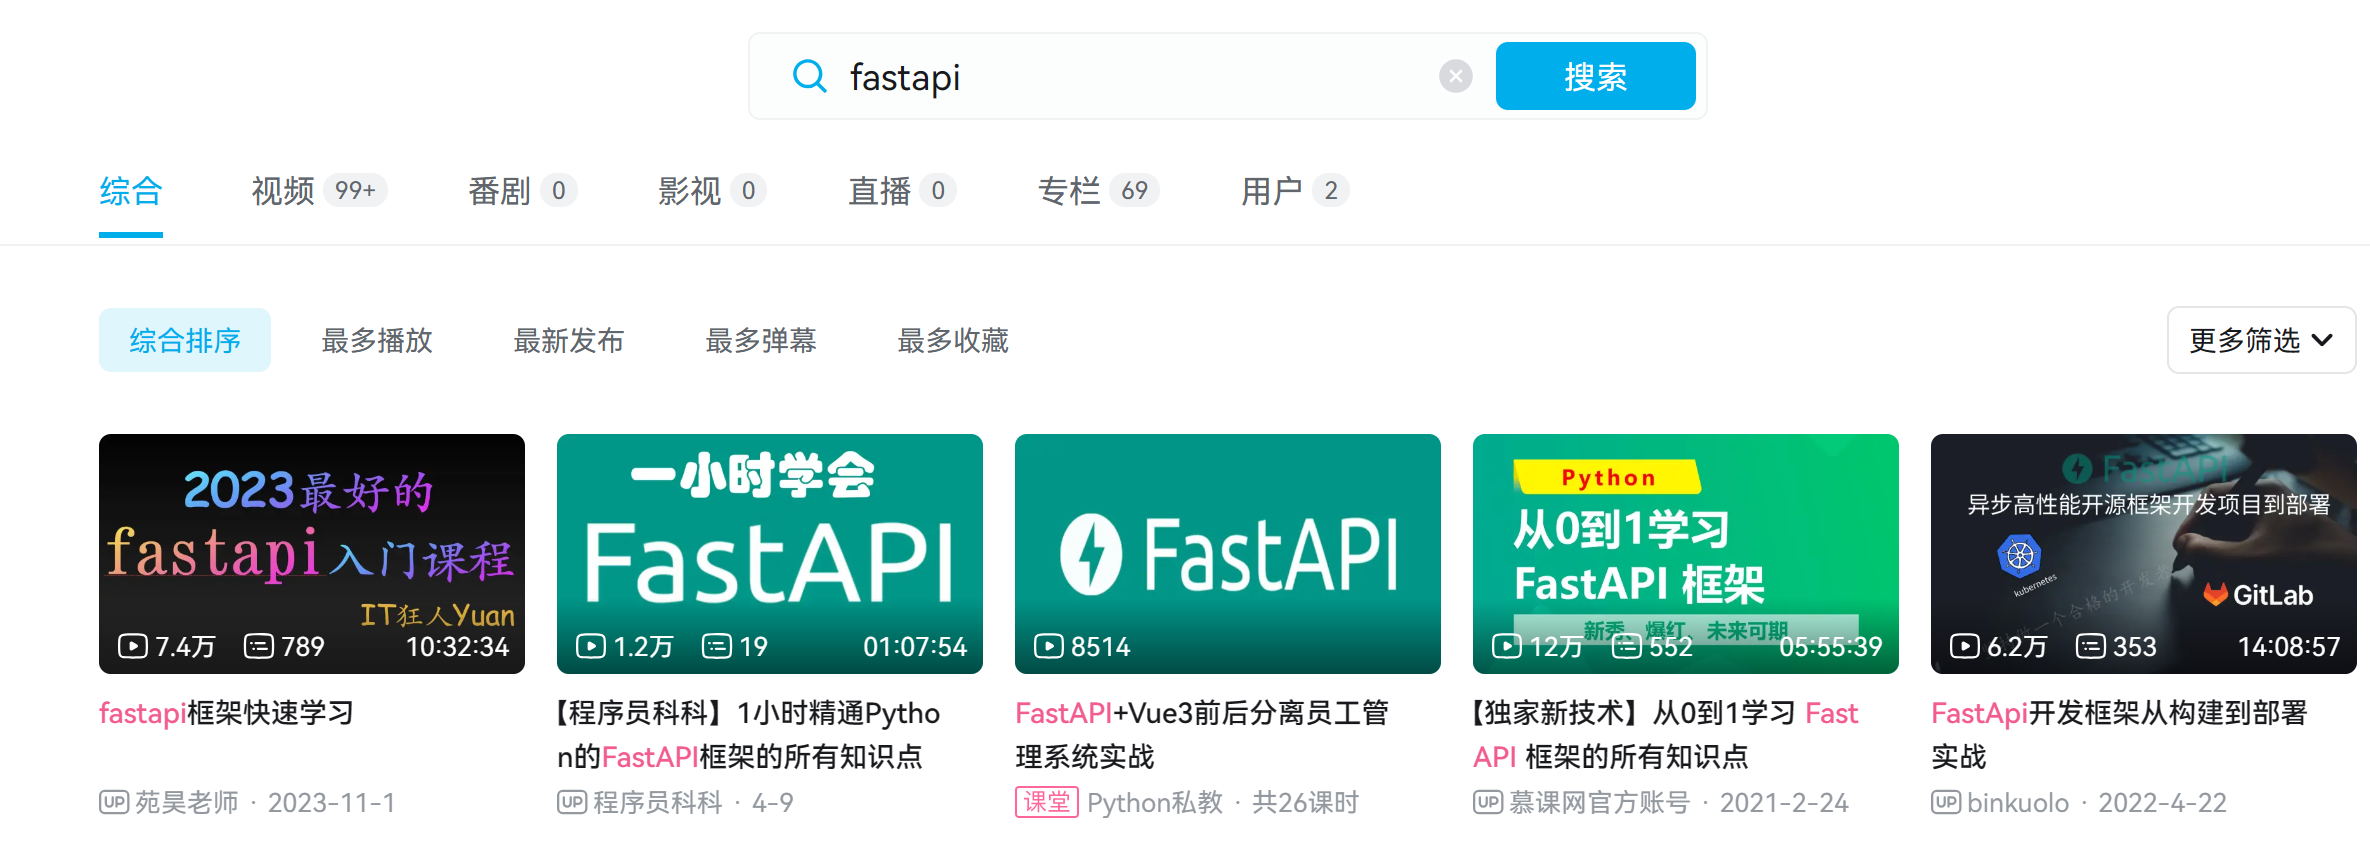 fastapi
搜索
综合 视频 99+ 番剧 0 影视 0 直播 0 专栏 69 用户 2
综合排序 最多播放 最新发布 最多弹幕 最多收藏 更多筛选
2023最好的
fastapi入门课程
IT狂人Yuan
7.4万 789 10:32:34
fastapi框架快速学习
UP 苑昊老师 · 2023-11-1
一小时学会
FastAPI
1.2万 19 01:07:54
【程序员科科】1小时精通Pytho
n的FastAPI框架的所有知识点
UP 程序员科科 · 4-9
FastAPI
8514
FastAPI+Vue3前后分离员工管
理系统实战
课堂 Python私教 · 共26课时
Python
从0到1学习
FastAPI 框架
新秀、爆红、未来可期
12万 552 05:55:39
【独家新技术】从0到1学习 Fast
API 框架的所有知识点
UP 慕课网官方账号 · 2021-2-24
FastAPI
异步高性能开源框架开发项目到部署
kubernetes
做一个合格的开发者
GitLab
6.2万 353 14:08:57
FastApi开发框架从构建到部署
实战
UP binkuolo · 2022-4-22